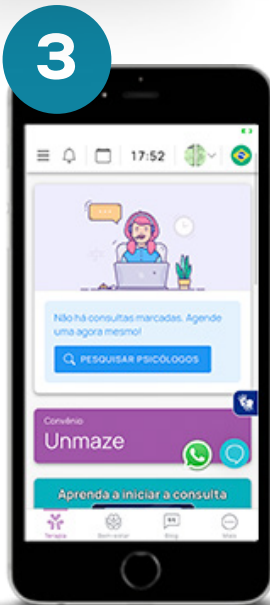 3
17:52
Não há consultas marcadas. Agende
uma agora mesmo!
PESQUISAR PSICÓLOGOS
Convênio
Unmaze
Aprenda a iniciar a consulta
Terapia Bem-estar Blog Mais